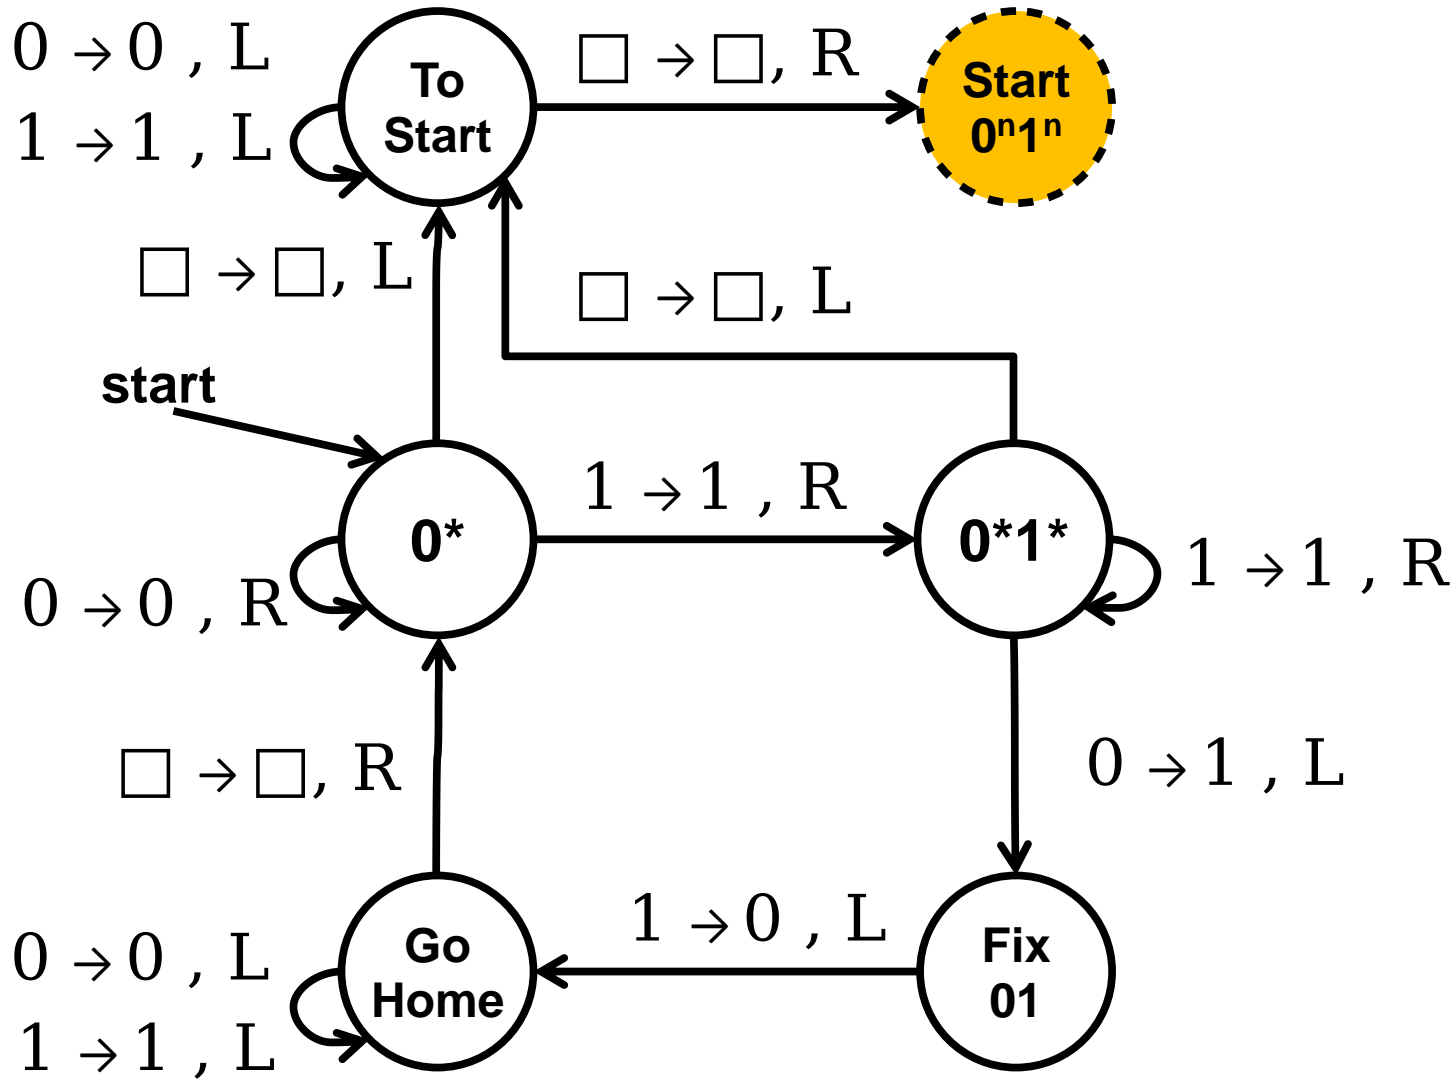 0 → 0 , L
1 → 1 , L
To
Start
□ → □, R
Start
0ⁿ1ⁿ
□ → □, L
□ → □, L
start
0*
1 → 1 , R
0*1*
1 → 1 , R
0 → 0 , R
□ → □, R
0 → 1 , L
Go
Home
1 → 0 , L
Fix
01
0 → 0 , L
1 → 1 , L